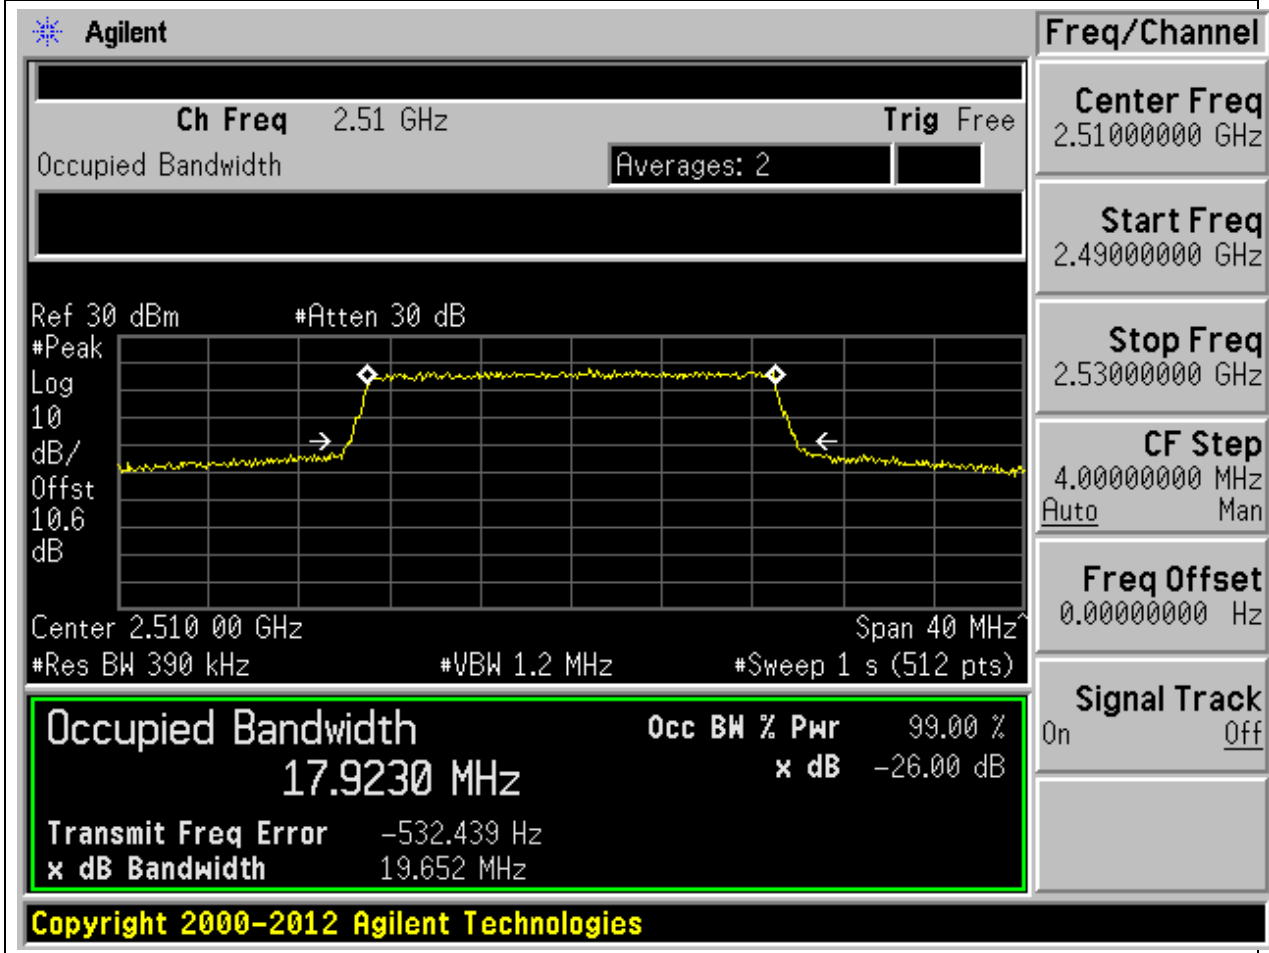 Agilent
Freq/Channel
Ch Freq 2.51 GHz Trig Free
Occupied Bandwidth Averages: 2
Ref 30 dBm #Atten 30 dB
#Peak
Log
10
dB/
Offst
10.6
dB
Center 2.510 00 GHz Span 40 MHz^
#Res BW 390 kHz #VBW 1.2 MHz #Sweep 1 s (512 pts)
Occupied Bandwidth
17.9230 MHz
Occ BW % Pwr 99.00 %
x dB -26.00 dB
Transmit Freq Error -532.439 Hz
x dB Bandwidth 19.652 MHz
Center Freq
2.51000000 GHz
Start Freq
2.49000000 GHz
Stop Freq
2.53000000 GHz
CF Step
4.00000000 MHz
Auto Man
Freq Offset
0.00000000 Hz
Signal Track
On Off
Copyright 2000-2012 Agilent Technologies